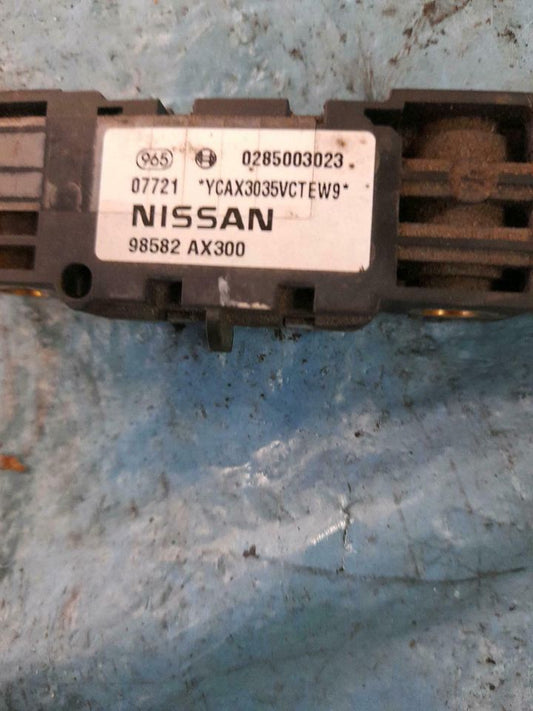 965 0285003023
07721 *YCAX3035VCTEW9*
NISSAN
98582 AX300